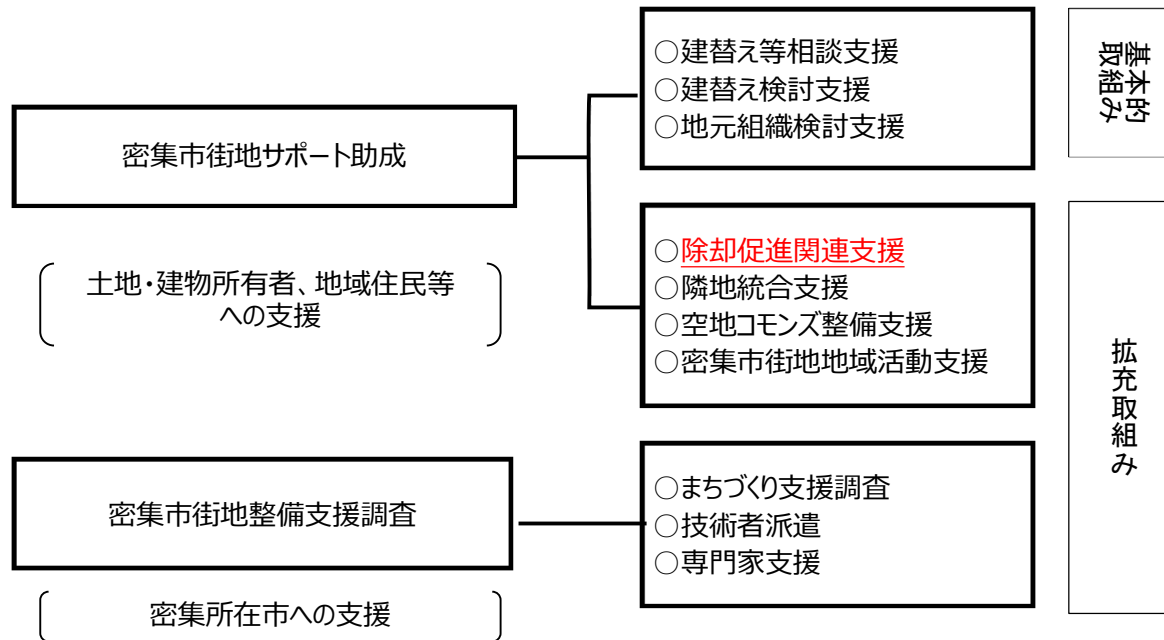 密集市街地サポート助成
土地・建物所有者、地域住民等
への支援
○建替え等相談支援
○建替え検討支援
○地元組織検討支援
基本的
取組み
○除却促進関連支援
○隣地統合支援
○空地コモンズ整備支援
○密集市街地地域活動支援
拡充取組み
密集市街地整備支援調査
密集所在市への支援
○まちづくり支援調査
○技術者派遣
○専門家支援